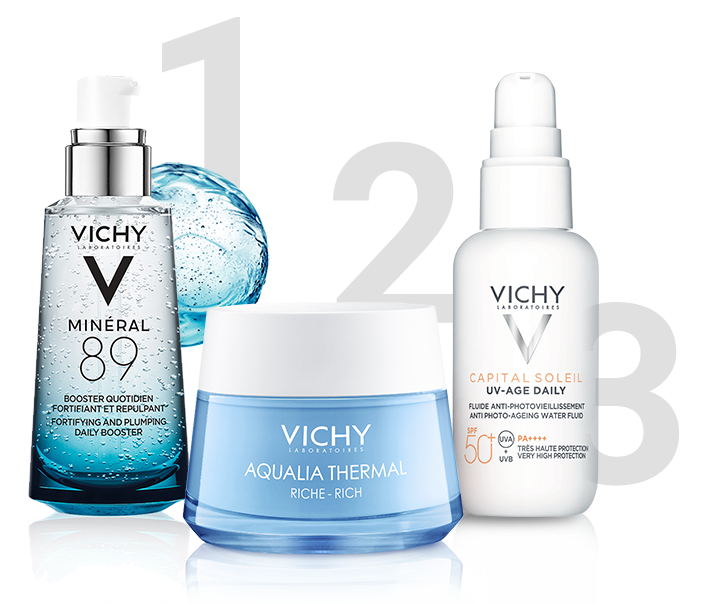 1
2
3
VICHY
LABORATOIRES
MINÉRAL
89
BOOSTER QUOTIDIEN
FORTIFIANT ET REPULPANT*
FORTIFYING AND PLUMPING
DAILY BOOSTER
VICHY
LABORATOIRES
AQUALIA THERMAL
RICHE - RICH
VICHY
LABORATOIRES
CAPITAL SOLEIL
UV-AGE DAILY
FLUIDE ANTI-PHOTOVIEILLISSEMENT
ANTI PHOTO-AGEING WATER FLUID
SPF
50+
UVA
+
UVB
PA++++
TRÈS HAUTE PROTECTION
VERY HIGH PROTECTION